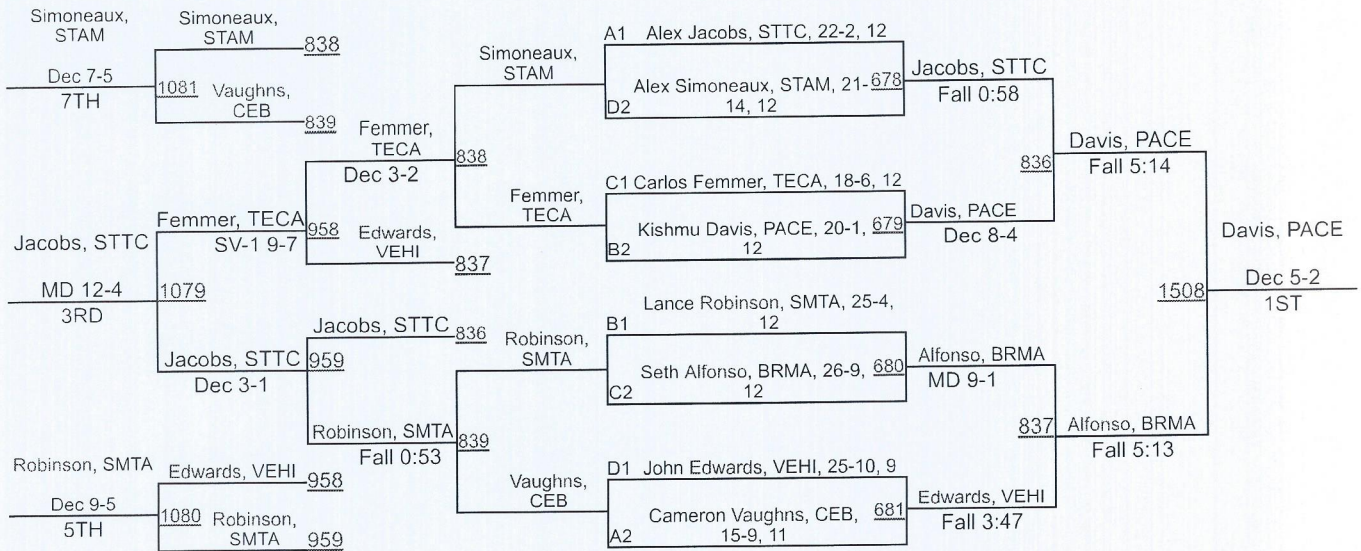 Simoneaux,
STAM
Dec 7-5
7TH
Simoneaux,
STAM
838
1081
Vaughns,
CEB
839
Femmer,
TECA
Dec 3-2
838
Femmer, TECA
SV-1 9-7
958
Edwards,
VEHI
837
Jacobs, STTC
MD 12-4
3RD
1079
Jacobs, STTC
Dec 3-1
959
Jacobs, STTC
836
Robinson, SMTA
Fall 0:53
839
Robinson, SMTA
Dec 9-5
5TH
Edwards, VEHI
958
1080
Robinson,
SMTA
959
Simoneaux,
STAM
Femmer,
TECA
Robinson,
SMTA
Vaughns,
CEB
A1 Alex Jacobs, STTC, 22-2, 12
Alex Simoneaux, STAM, 21-
14, 12
678
D2
Jacobs, STTC
Fall 0:58
C1 Carlos Femmer, TECA, 18-6, 12
Kishmu Davis, PACE, 20-1,
12
679
B2
Davis, PACE
Dec 8-4
836
Davis, PACE
Fall 5:14
Lance Robinson, SMTA, 25-4,
12
B1
Seth Alfonso, BRMA, 26-9,
12
680
C2
Alfonso, BRMA
MD 9-1
D1 John Edwards, VEHI, 25-10, 9
Cameron Vaughns, CEB,
15-9, 11
681
A2
Edwards, VEHI
Fall 3:47
837
Alfonso, BRMA
Fall 5:13
1508
Davis, PACE
Dec 5-2
1ST